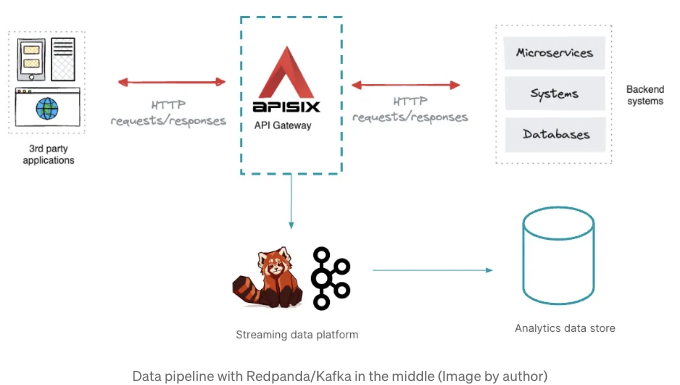 3rd party
applications
HTTP
requests/responses
APISIX
API Gateway
HTTP
requests/responses
Microservices
Systems
Databases
Backend
systems
Streaming data platform
Analytics data store
Data pipeline with Redpanda/Kafka in the middle (Image by author)